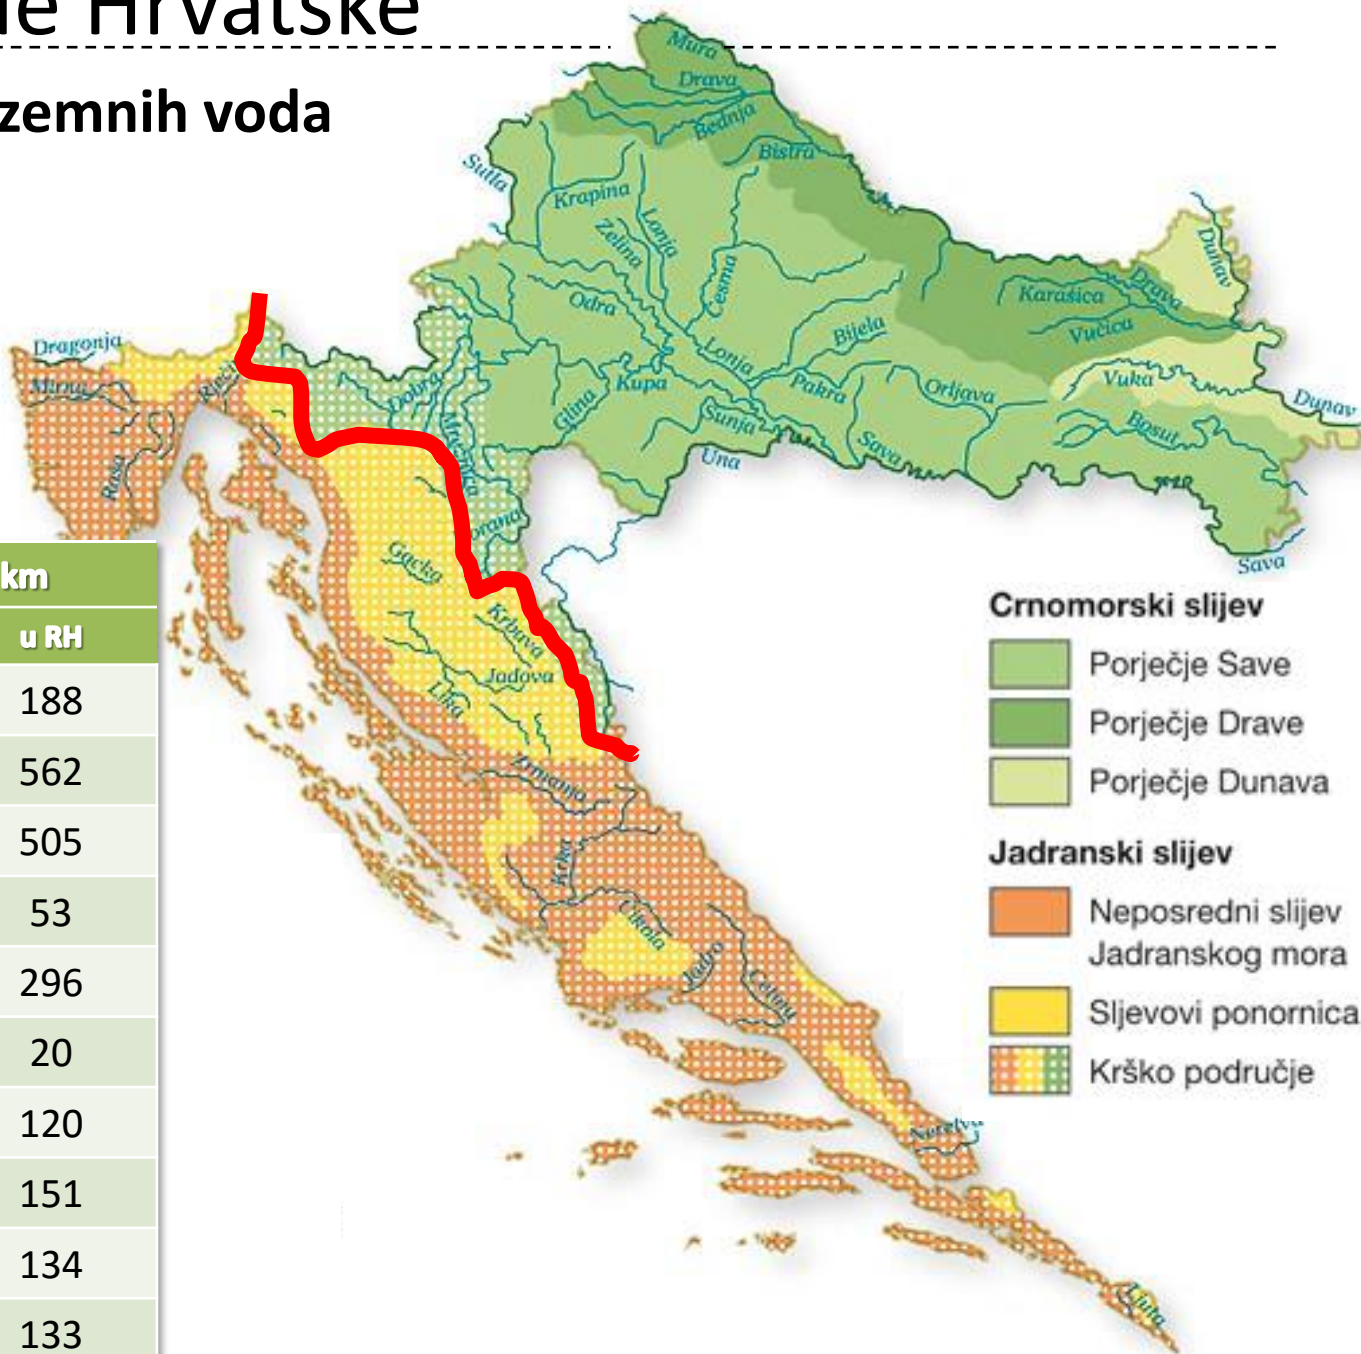 ne Hrvatske
zemnih voda
Mura
Drava
Bednja
Bistra
Sutla
Krapina
Lonja
Zelina
Česma
Dunav
Karašica
Drava
Vučica
Odra
Bijela
Dragonja
Mirna
Lonja
Kupa
Pakra
Orljava
Vuka
Dunav
Dobra
Glina
Sunja
Bosut
Mrežnica
Raša
Una
Sava
orana
Sava
Gacka
Krbava
Jadova
Lika
Zrmanja
Krka
Čikola
Jadro
Cetina
Neretva
Ljuta
km
u RH
188
562
505
53
296
20
120
151
134
133
Crnomorski slijev
Porječje Save
Porječje Drave
Porječje Dunava
Jadranski slijev
Neposredni slijev
Jadranskog mora
Sljevovi ponornica
Krško područje